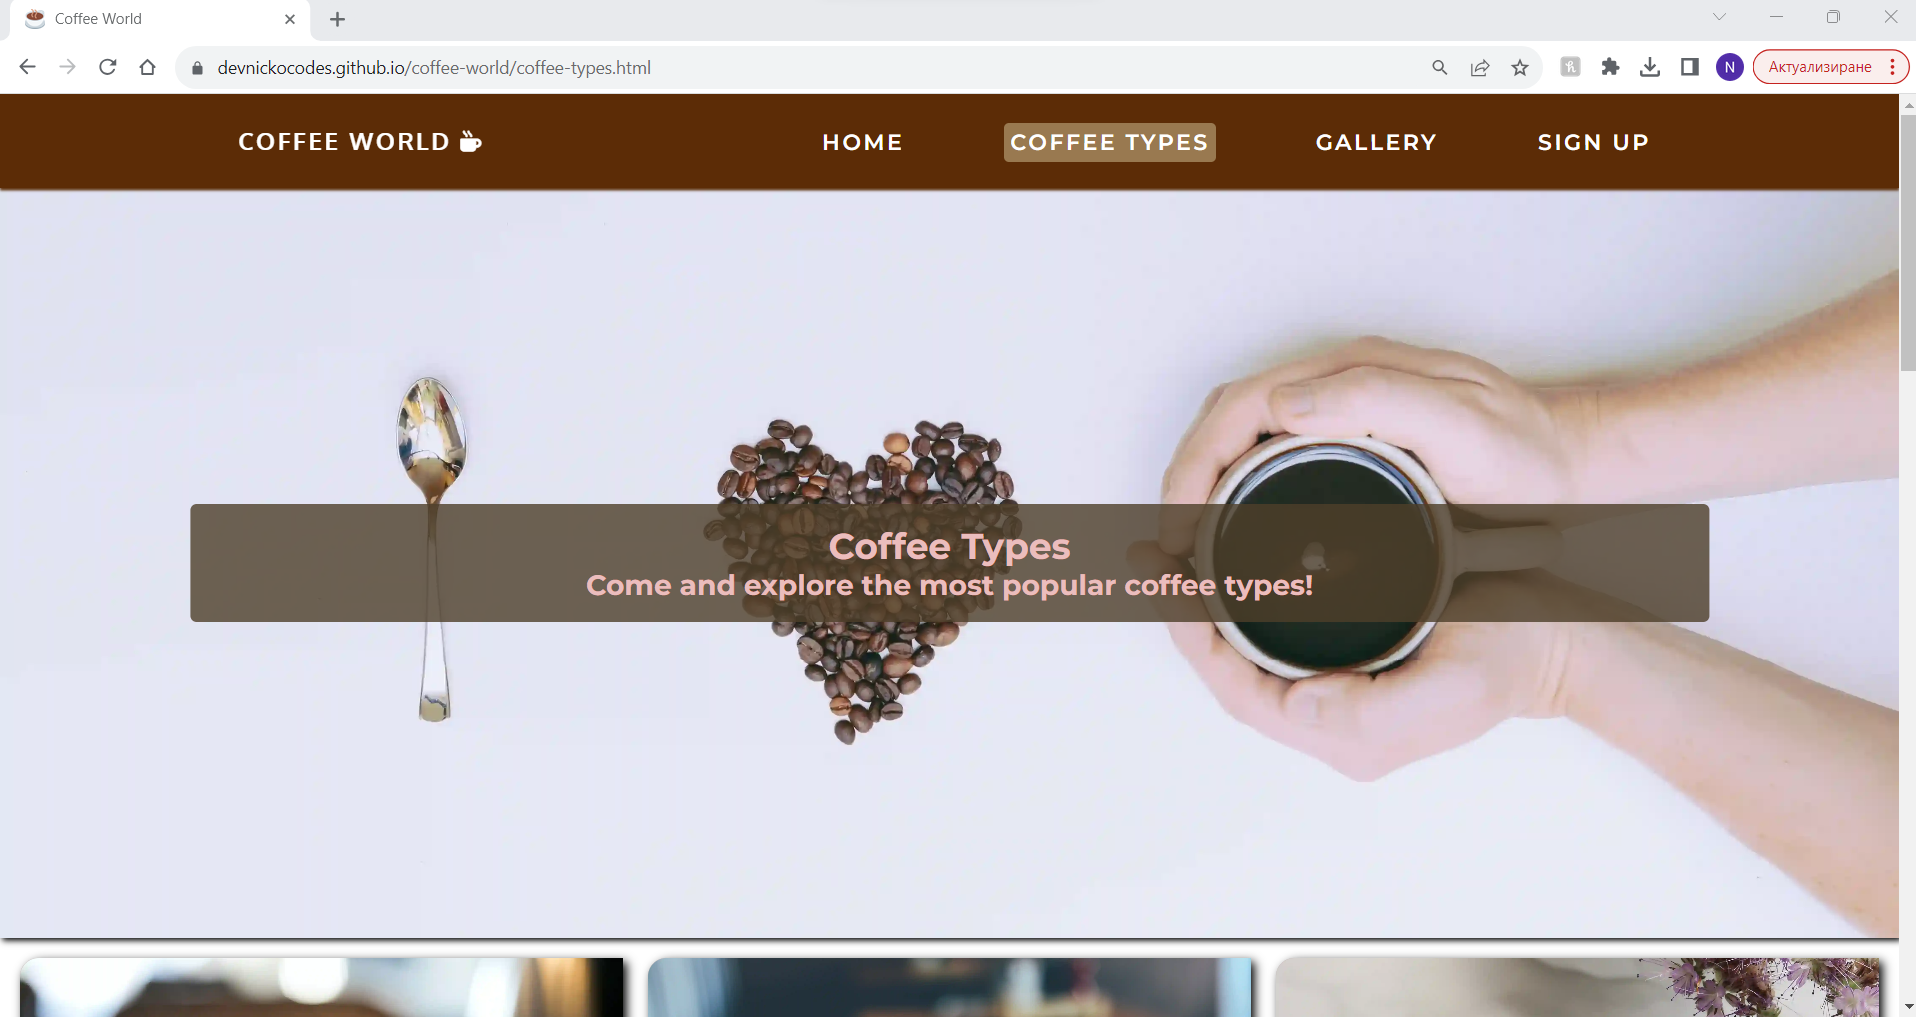 Coffee World
devnickocodes.github.io/coffee-world/coffee-types.html
N
Актуализиране
COFFEE WORLD
HOME
COFFEE TYPES
GALLERY
SIGN UP
Coffee Types
Come and explore the most popular coffee types!